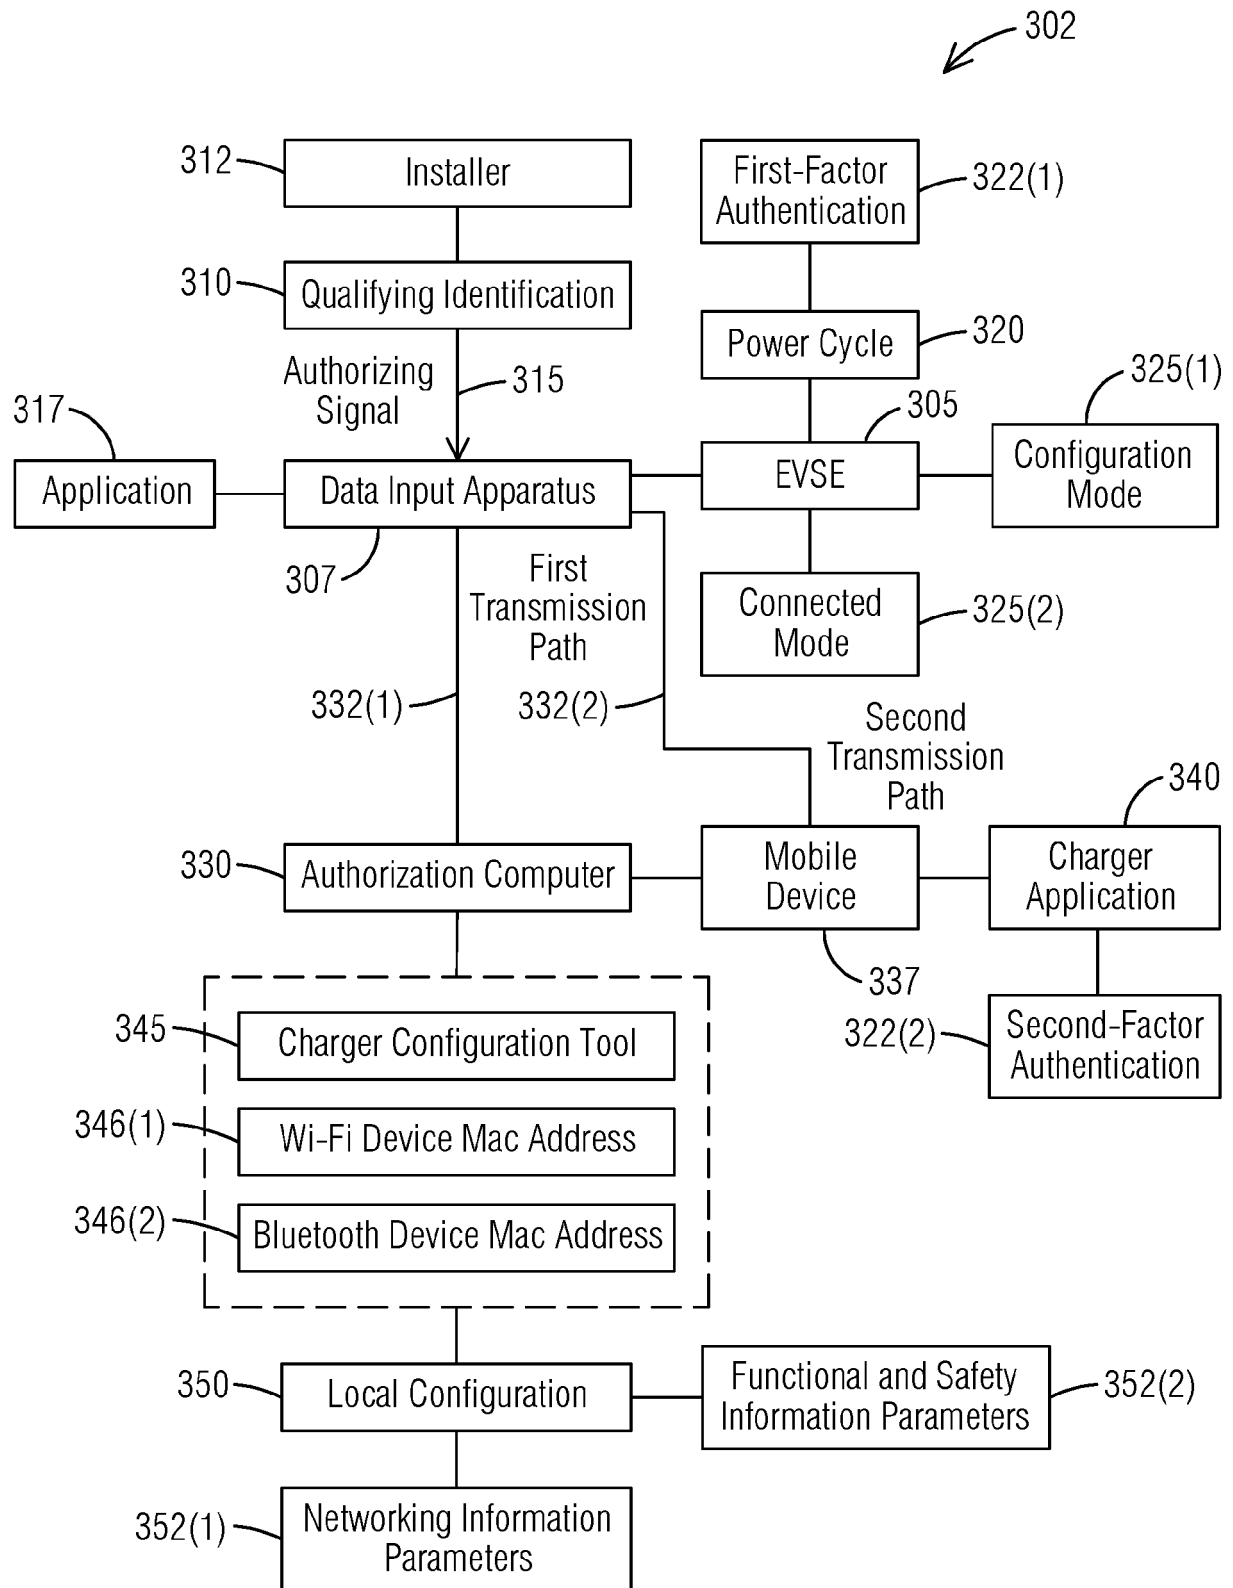 302
312
Installer
First-Factor
Authentication
322(1)
310
Qualifying Identification
Power Cycle
320
Authorizing
Signal
315
325(1)
317
305
Application
Data Input Apparatus
EVSE
Configuration
Mode
307
First
Transmission
Path
Connected
Mode
325(2)
332(1)
332(2)
Second
Transmission
Path
340
330
Authorization Computer
Mobile
Device
Charger
Application
337
345
Charger Configuration Tool
322(2)
Second-Factor
Authentication
346(1)
Wi-Fi Device Mac Address
346(2)
Bluetooth Device Mac Address
350
Local Configuration
Functional and Safety
Information Parameters
352(2)
352(1)
Networking Information
Parameters